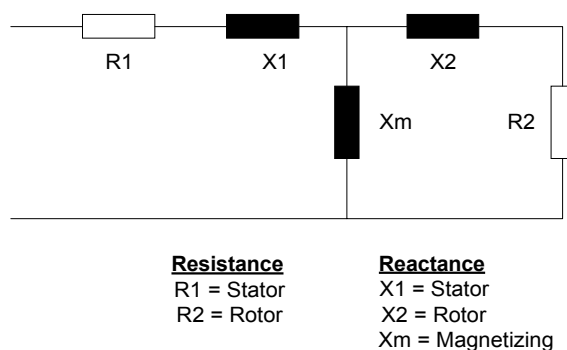 R1
X1
X2
Xm
R2
Resistance
R1 = Stator
R2 = Rotor
Reactance
X1 = Stator
X2 = Rotor
Xm = Magnetizing